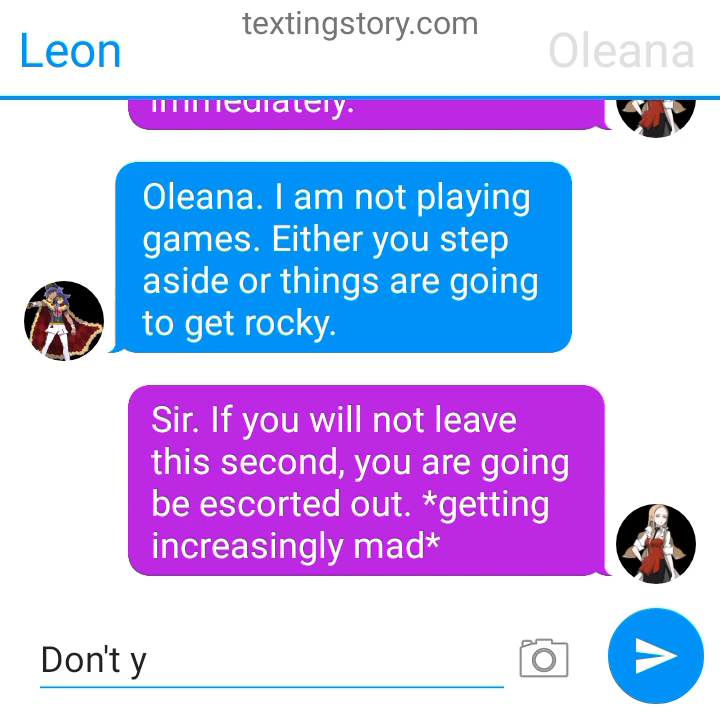 textingstory.com
Leon
Oleana
immediately.
Oleana. I am not playing
games. Either you step
aside or things are going
to get rocky.
Sir. If you will not leave
this second, you are going
be escorted out. *getting
increasingly mad*
Don't y